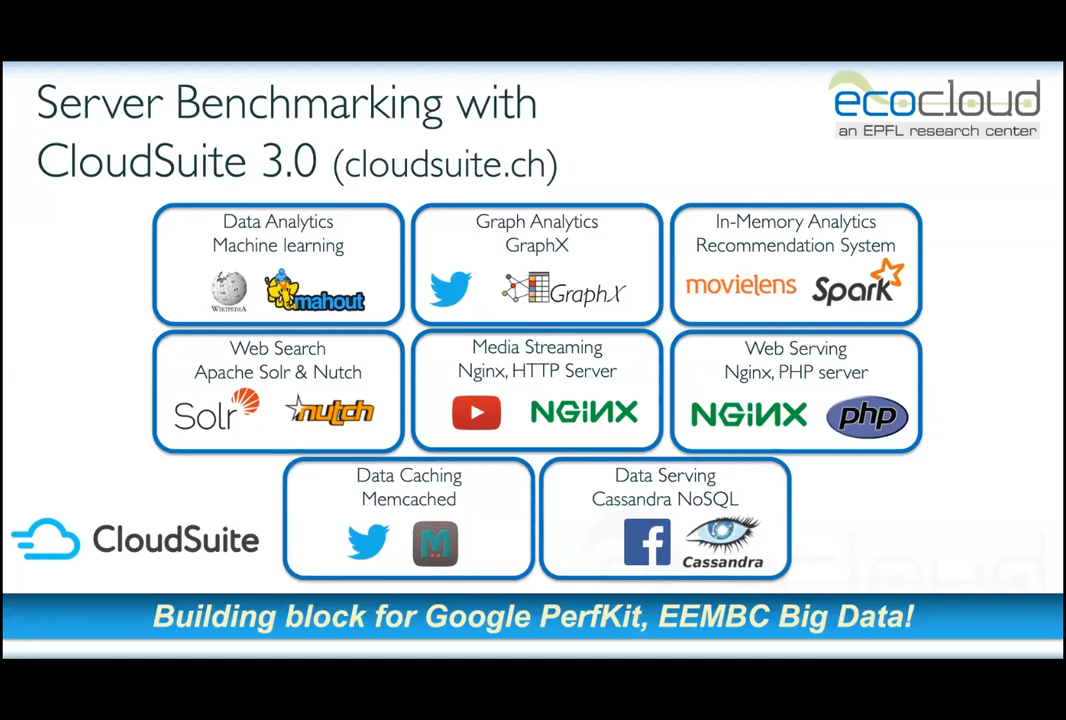 Server Benchmarking with
CloudSuite 3.0 (cloudsuite.ch)
ecocloud
an EPFL research center
Data Analytics
Machine learning
WIKIPEDIA
mahout
Graph Analytics
GraphX
GraphX
In-Memory Analytics
Recommendation System
movielens
Spark
Web Search
Apache Solr & Nutch
Solr
nutch
Media Streaming
Nginx, HTTP Server
NGiNX
Web Serving
Nginx, PHP server
NGiNX
php
Data Caching
Memcached
M
Data Serving
Cassandra NoSQL
f
Cassandra
CloudSuite
ecocloud
Building block for Google PerfKit, EEMBC Big Data!